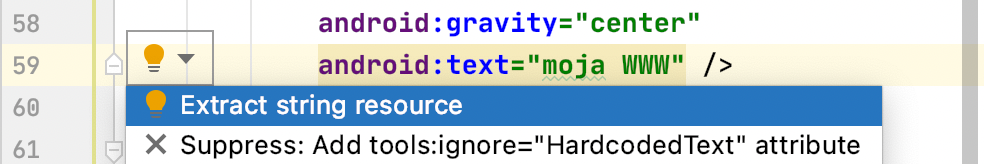 58 android:gravity="center"
59 android:text="moja WWW" />
60 Extract string resource
61 Suppress: Add tools:ignore="HardcodedText" attribute